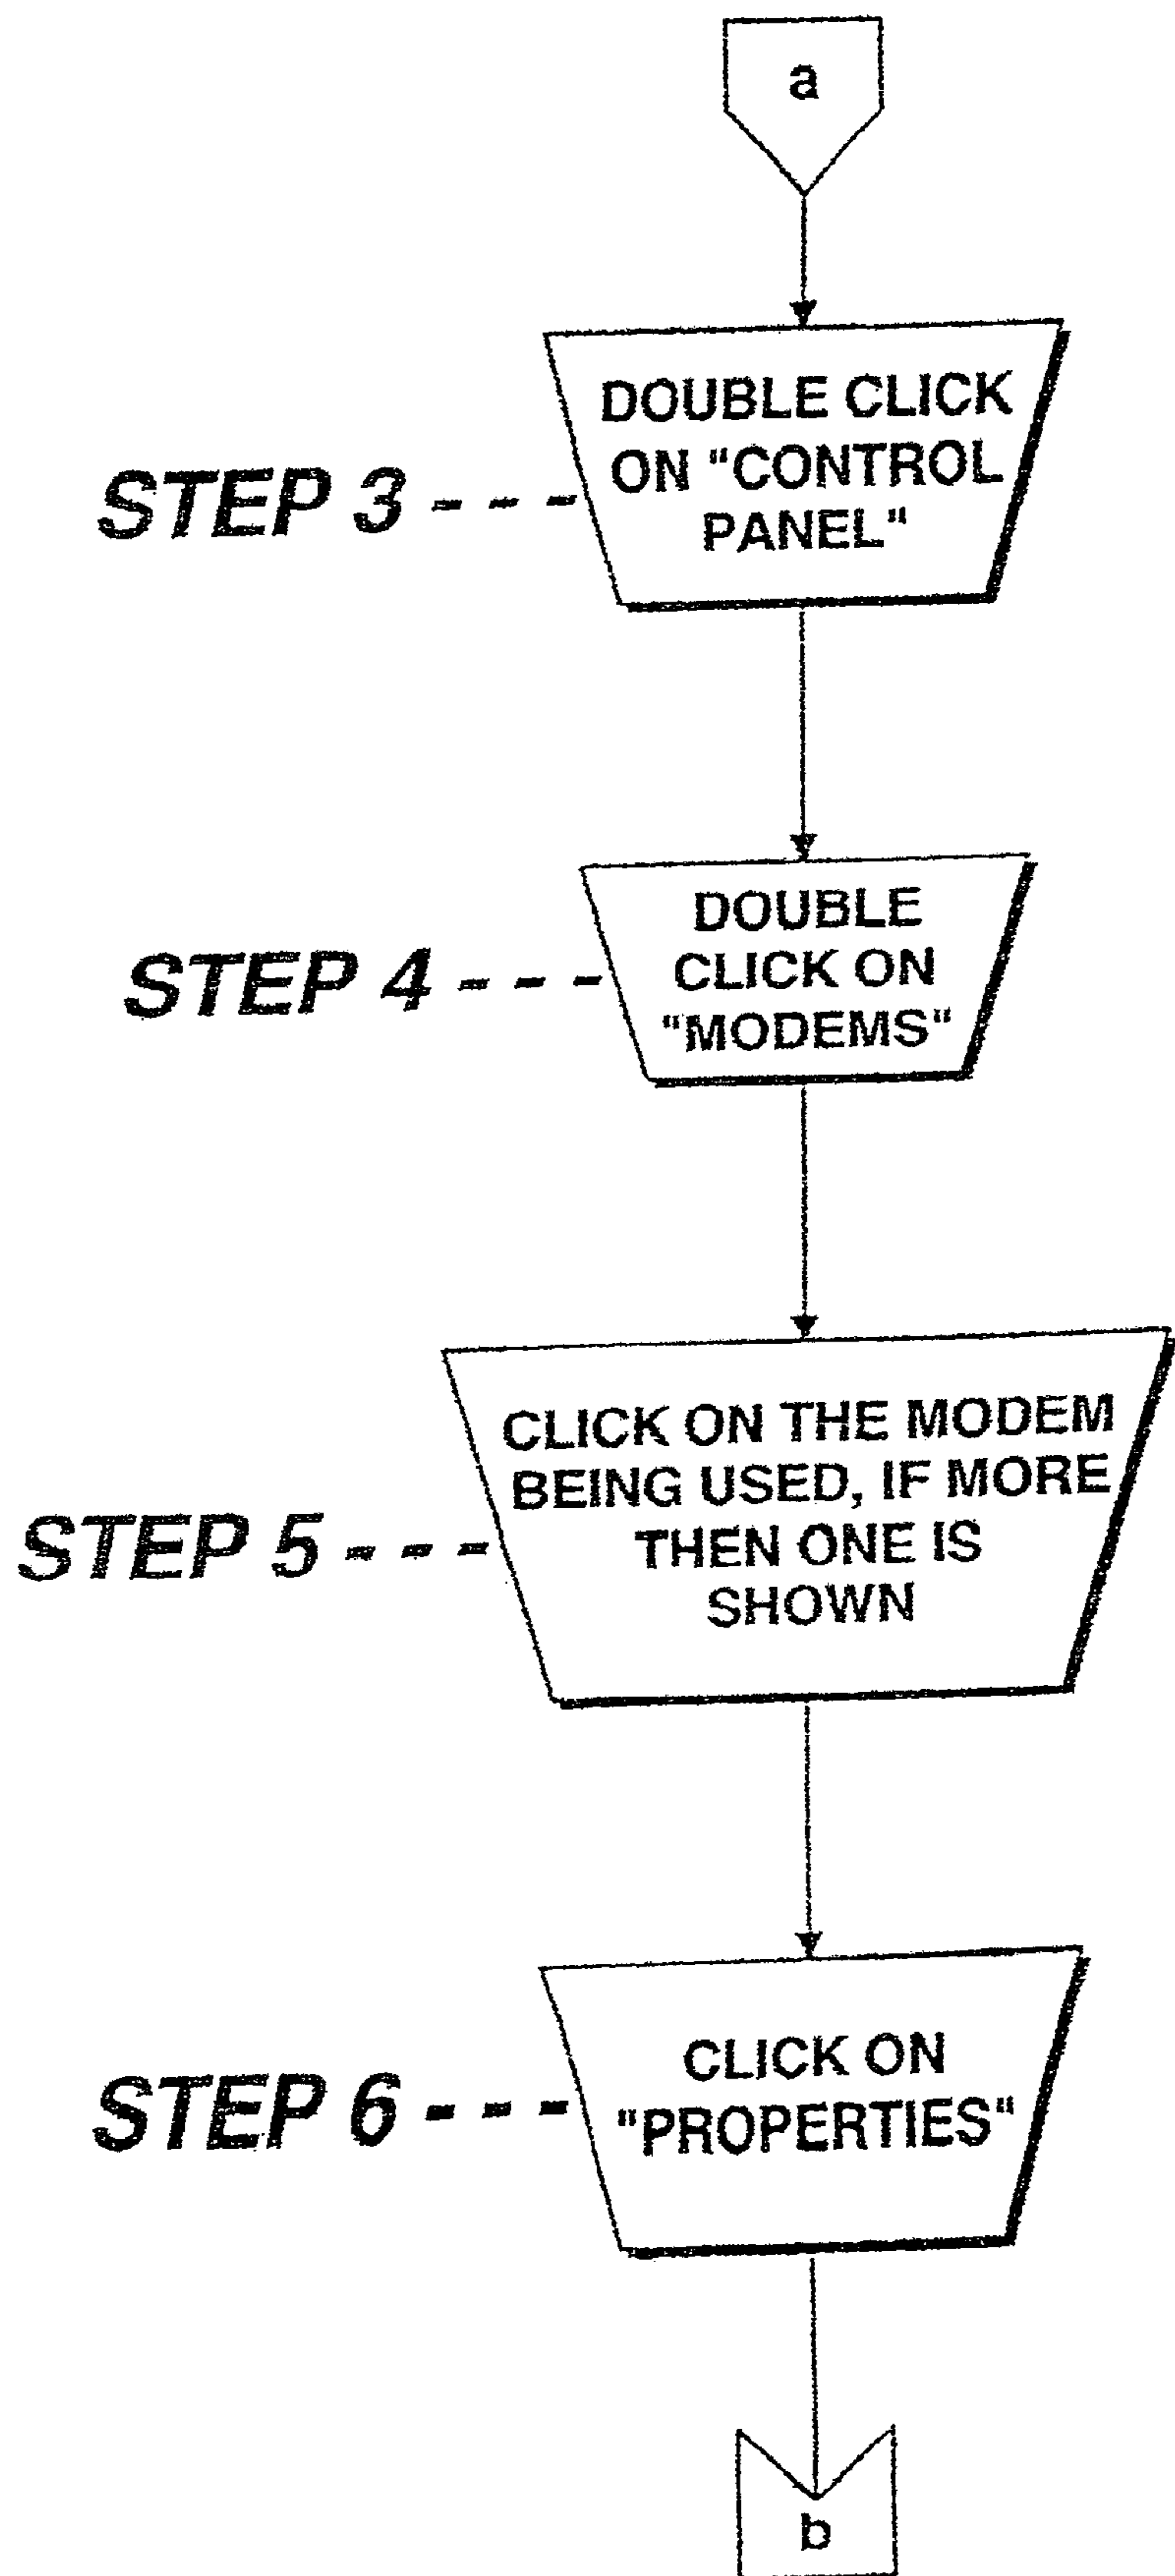 a
DOUBLE CLICK
ON "CONTROL
PANEL"
STEP 3 - - -
DOUBLE
CLICK ON
"MODEMS"
STEP 4 - - -
CLICK ON THE MODEM
BEING USED, IF MORE
THEN ONE IS
SHOWN
STEP 5 - - -
CLICK ON
"PROPERTIES"
STEP 6 - - -
b